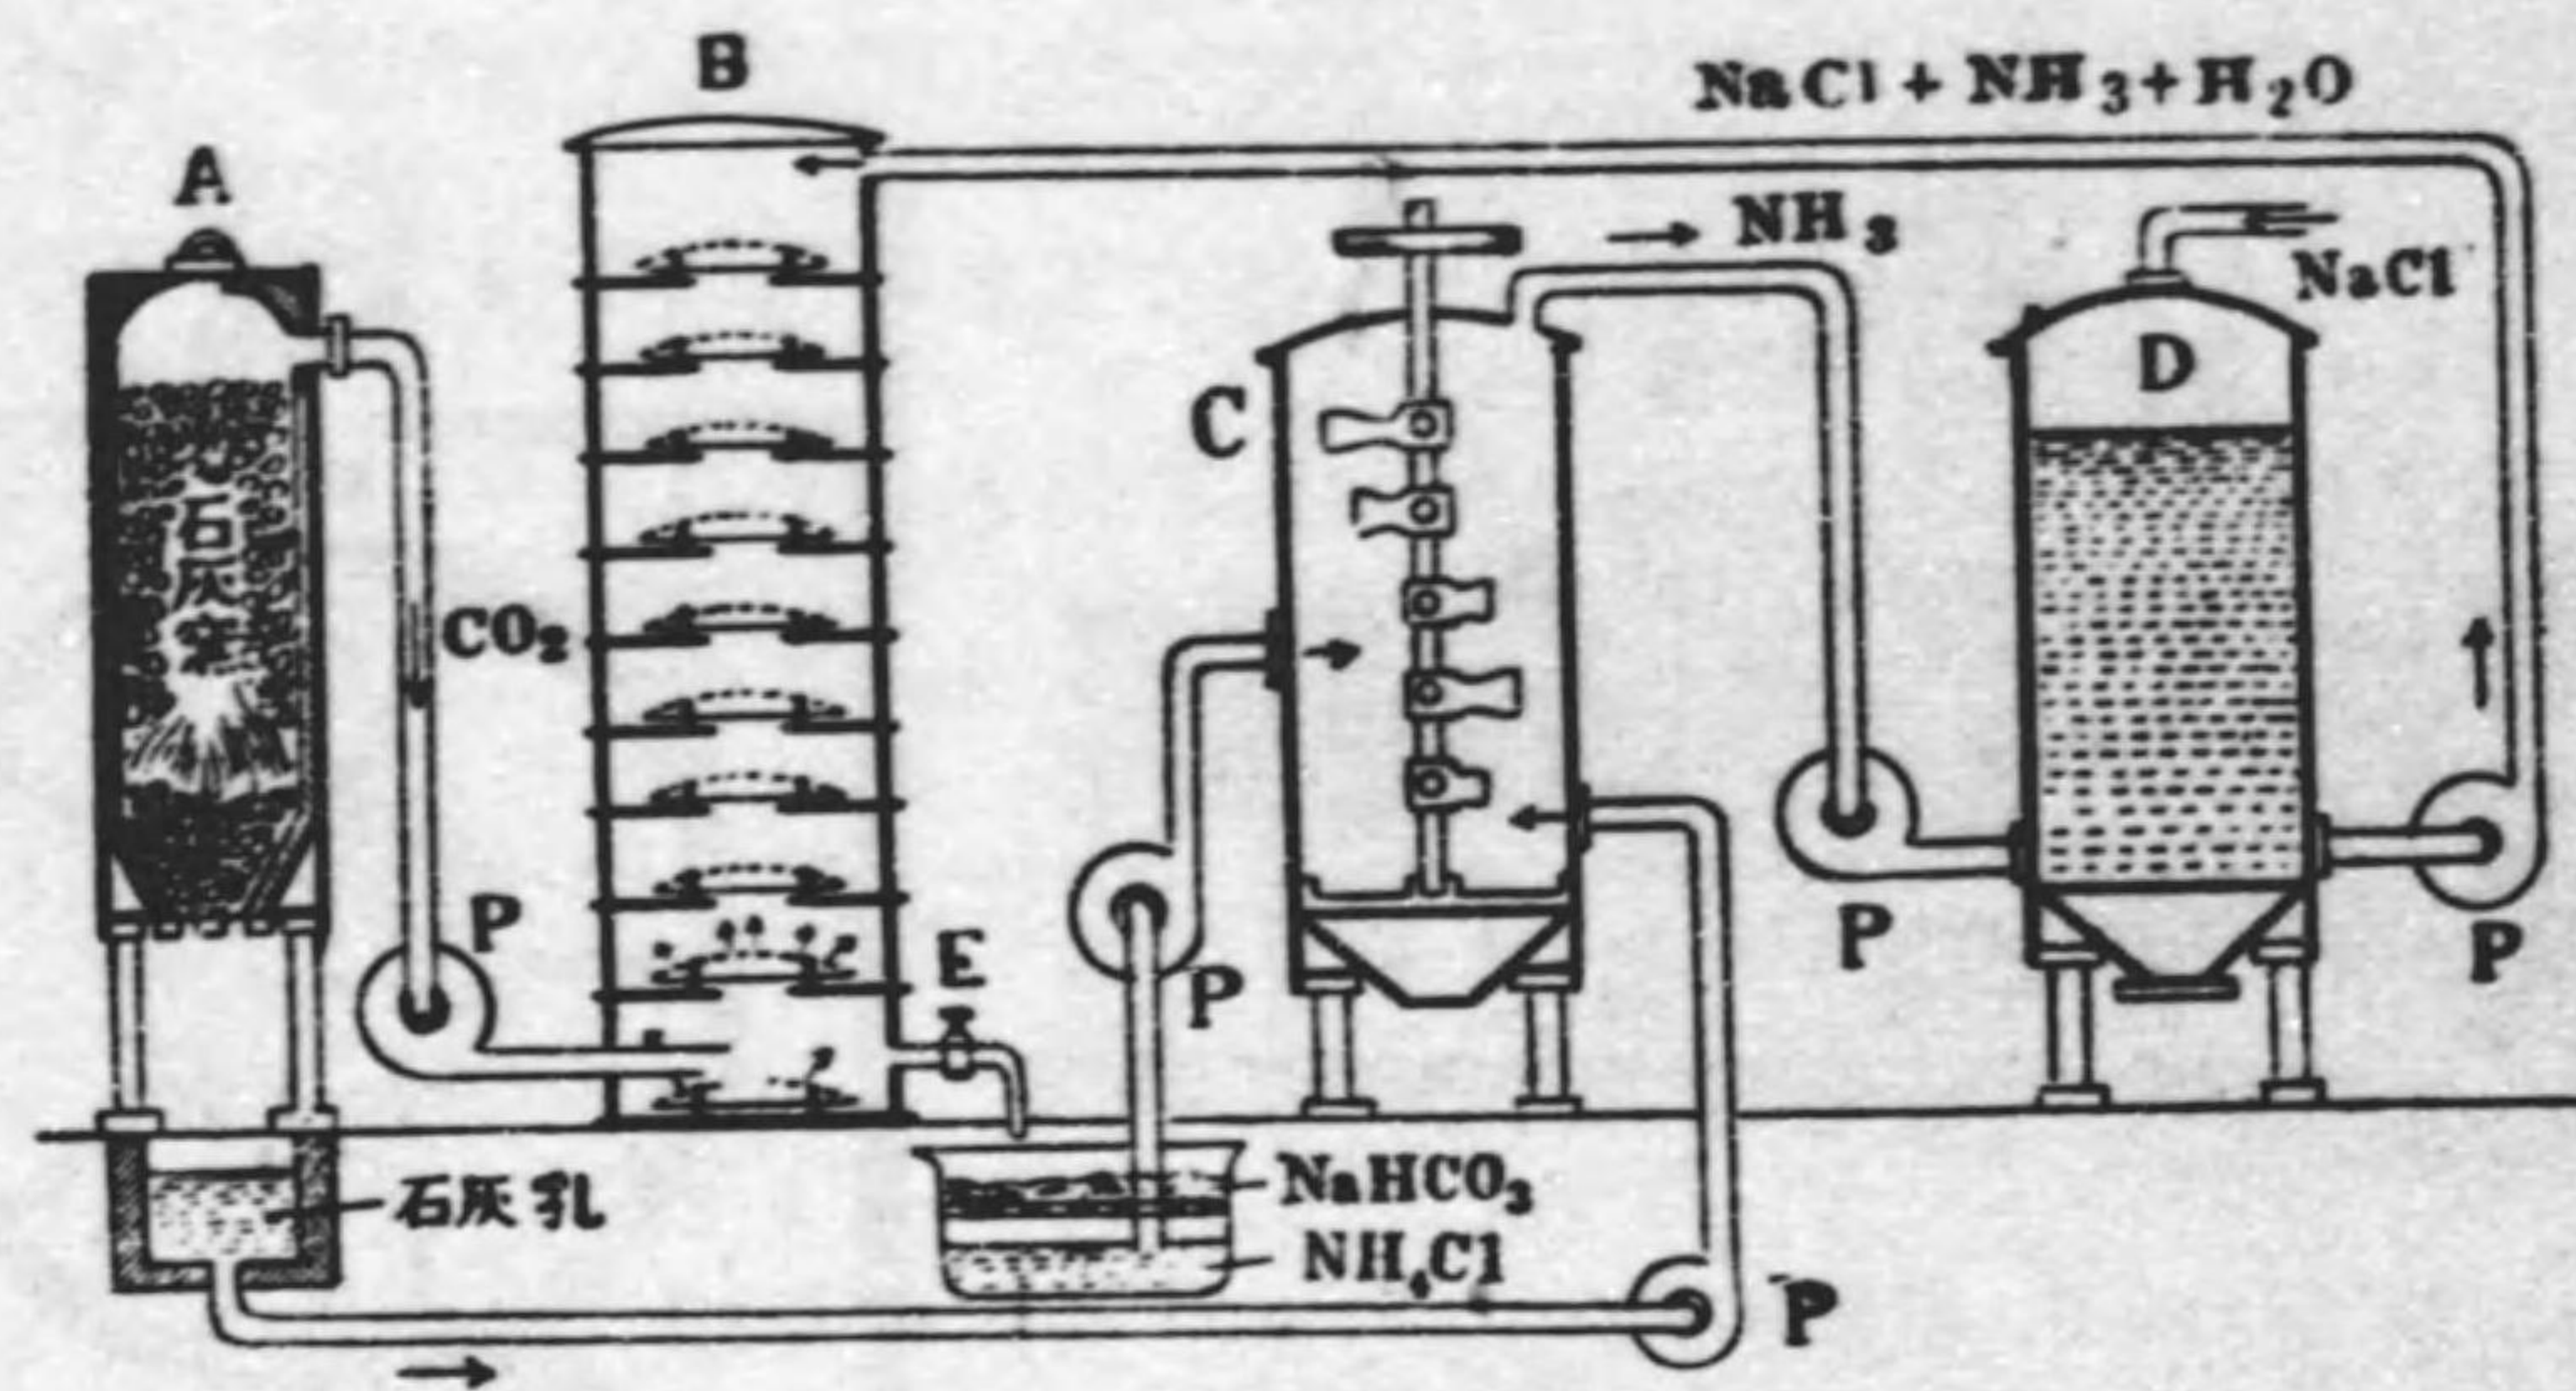 B
NaCl + NH₃ + H₂O
A
NH₃
NaCl
D
C
石灰窑
CO₂
P
E
P
P
P
NaHCO₃
石灰乳
NH₄Cl
P